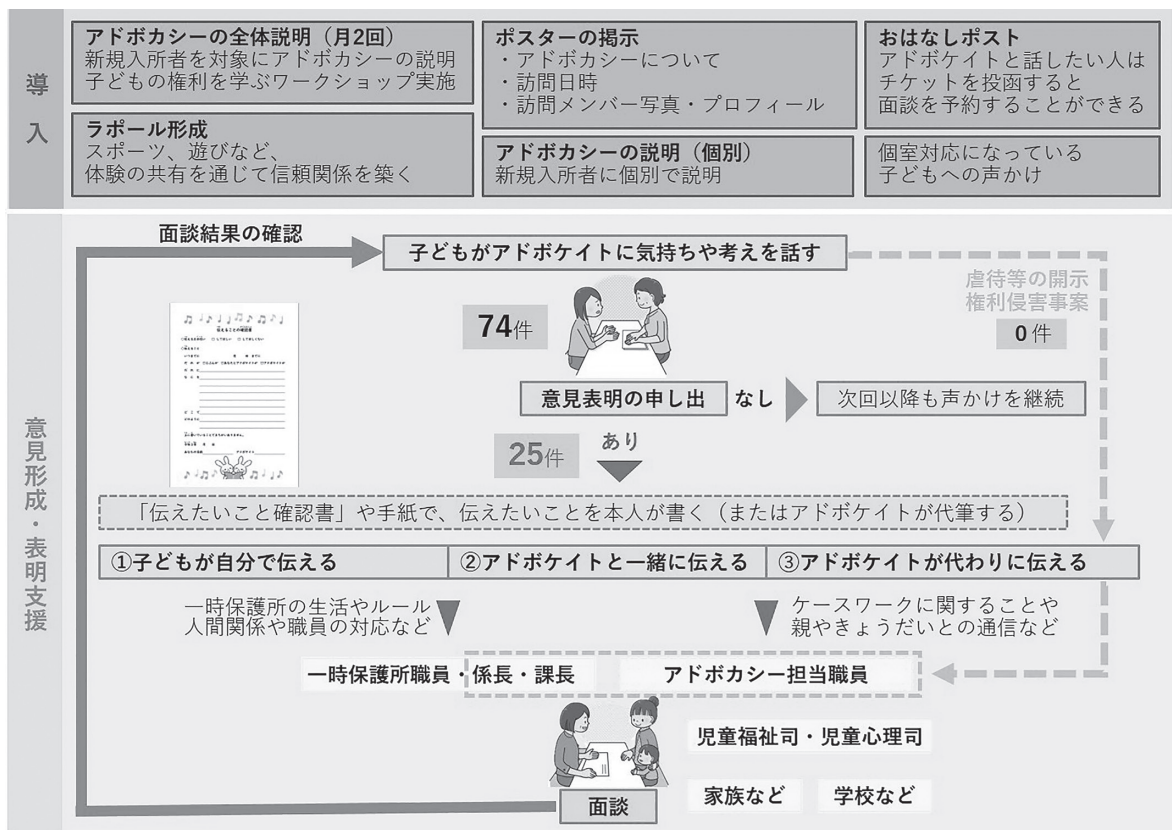 導入
アドボカシーの全体説明（月2回）
新規入所者を対象にアドボカシーの説明
子どもの権利を学ぶワークショップ実施
ラポール形成
スポーツ、遊びなど、
体験の共有を通じて信頼関係を築く
ポスターの掲示
・アドボカシーについて
・訪問日時
・訪問メンバー写真・プロフィール
アドボカシーの説明（個別）
新規入所者に個別で説明
おはなしポスト
アドボケイトと話したい人は
チケットを投函すると
面談を予約することができる
個室対応になっている
子どもへの声かけ
意見形成・表明支援
面談結果の確認
子どもがアドボケイトに気持ちや考えを話す
虐待等の開示
権利侵害事案
0件
74件
意見表明の申し出
なし
次回以降も声かけを継続
あり
25件
「伝えたいこと確認書」や手紙で、伝えたいことを本人が書く（またはアドボケイトが代筆する）
①子どもが自分で伝える
②アドボケイトと一緒に伝える
③アドボケイトが代わりに伝える
一時保護所の生活やルール
人間関係や職員の対応など
ケースワークに関することや
親やきょうだいとの通信など
一時保護所職員・係長・課長
アドボカシー担当職員
児童福祉司・児童心理司
家族など
学校など
面談